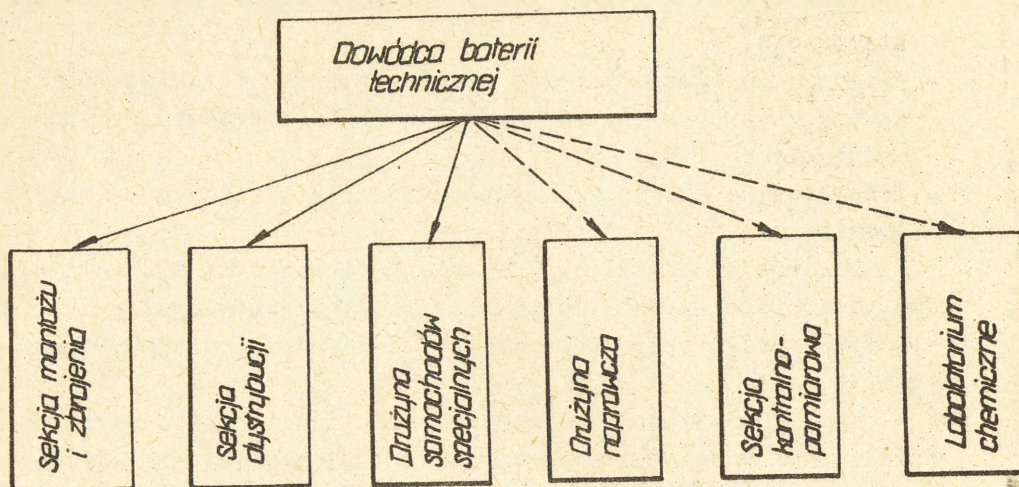 Dowódca baterii
technicznej
Sekcja montażu
i zbrojenia
Sekcja
dystrybucji
Drużyna
samochodów
specjalnych
Drużyna
naprawcza
Sekcja
kontrolno-
pomiarowa
Laboratorium
chemiczne